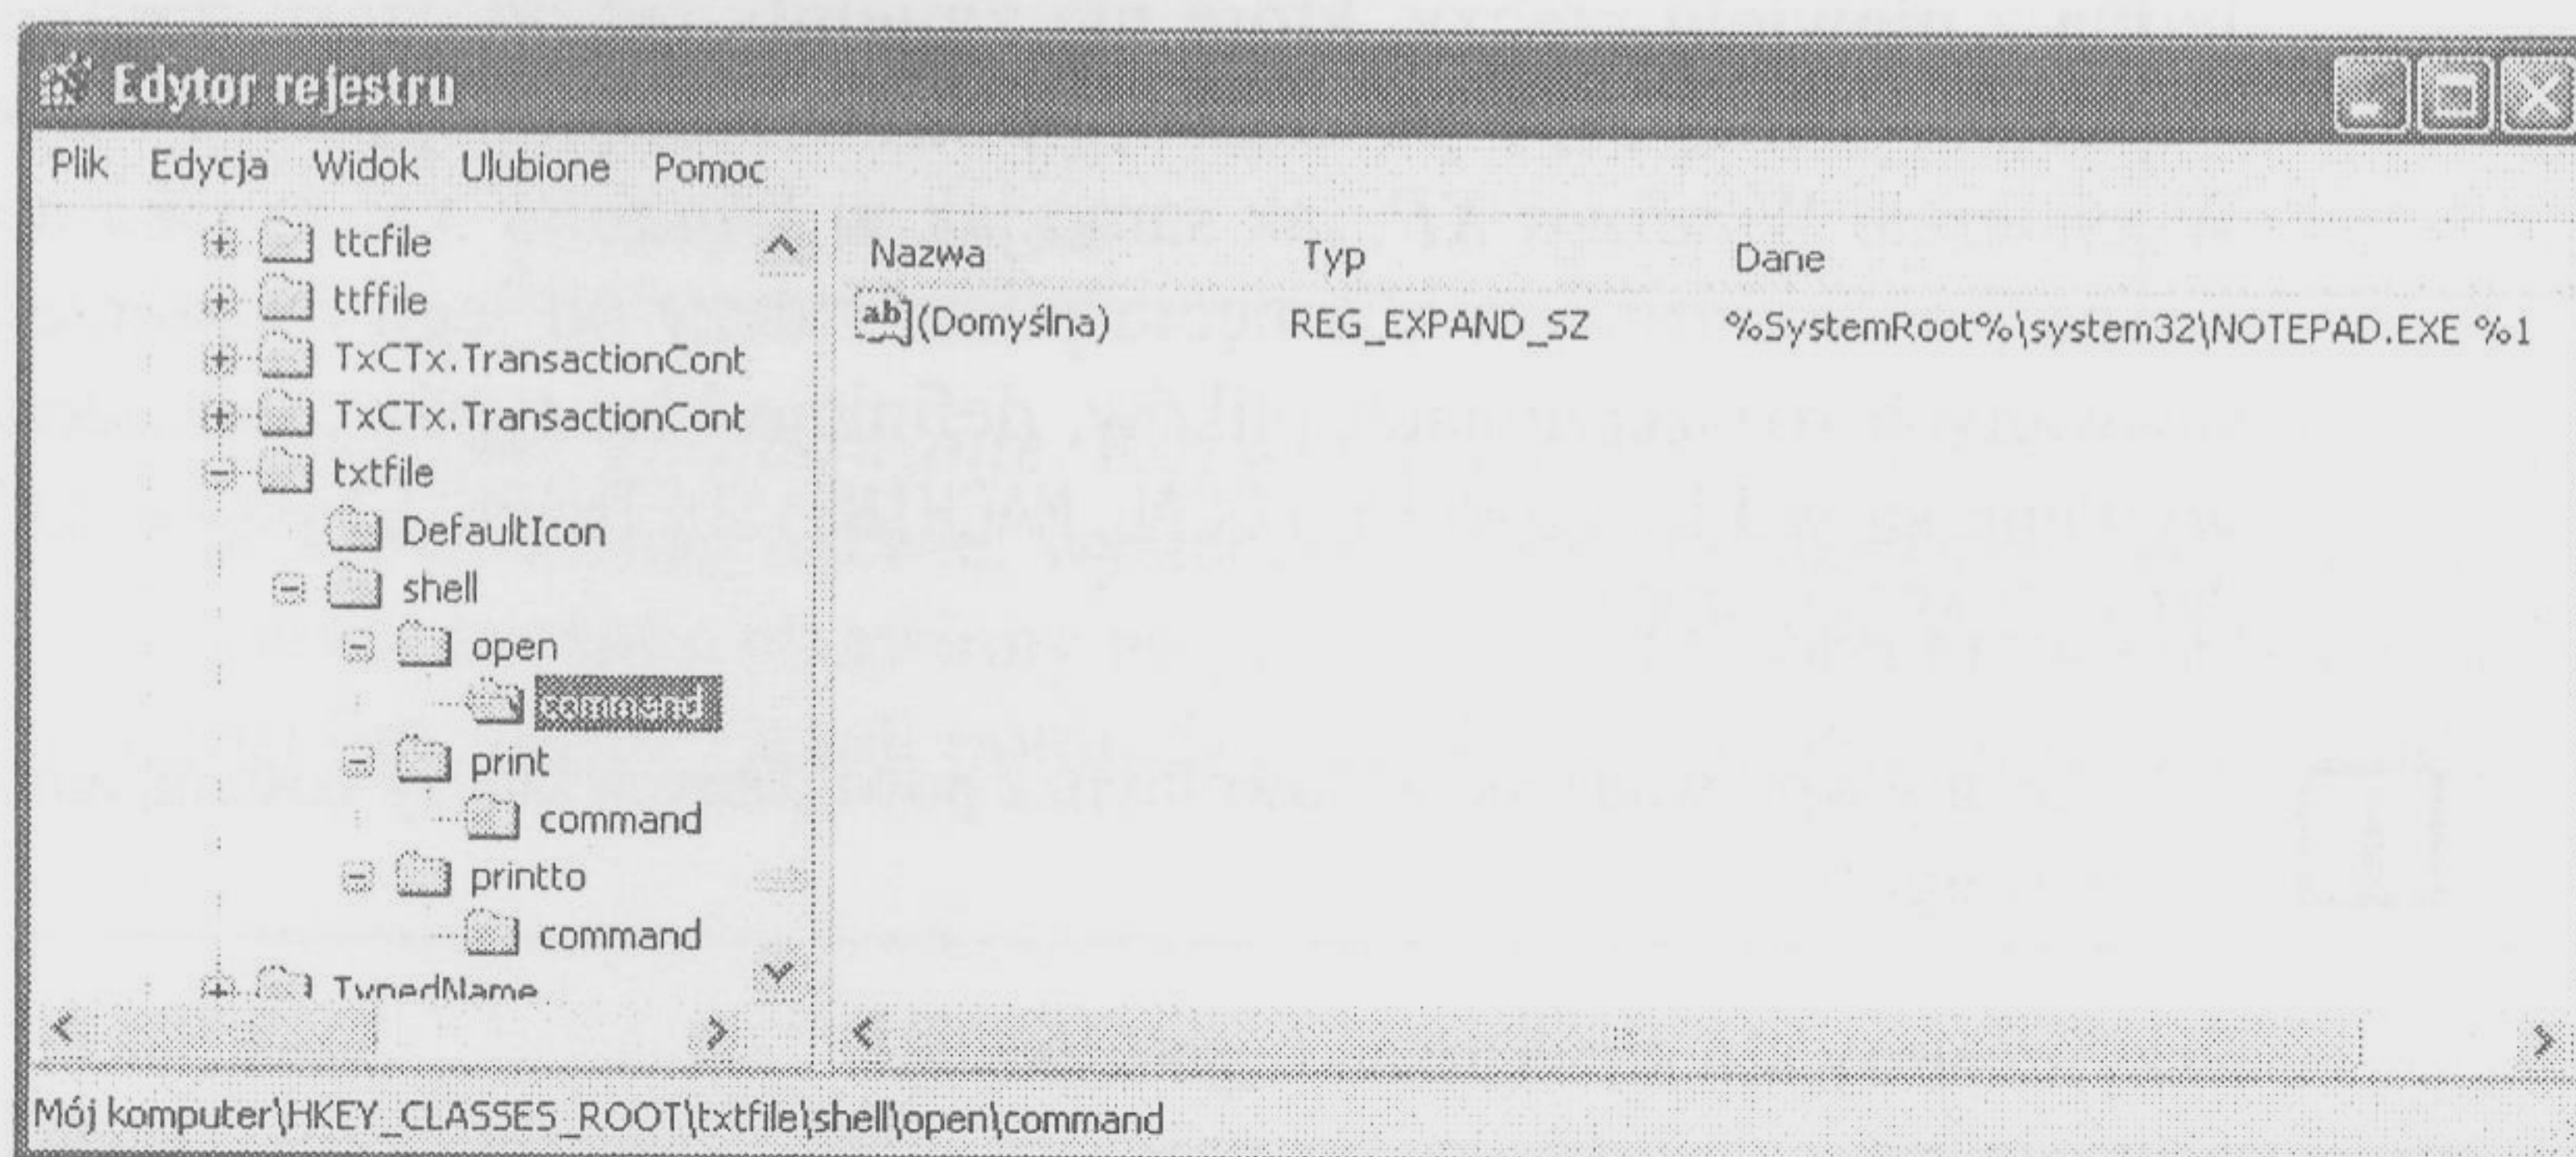 Edytor rejestru
Plik Edycja Widok Ulubione Pomoc
ttcfile
ttffile
TxCTx.TransactionCont
TxCTx.TransactionCont
txtfile
DefaultIcon
shell
open
command
print
command
printto
command
TypedName
Nazwa Typ Dane
ab (Domyślna) REG_EXPAND_SZ %SystemRoot%\system32\NOTEPAD.EXE %1
Mój komputer\HKEY_CLASSES_ROOT\txtfile\shell\open\command